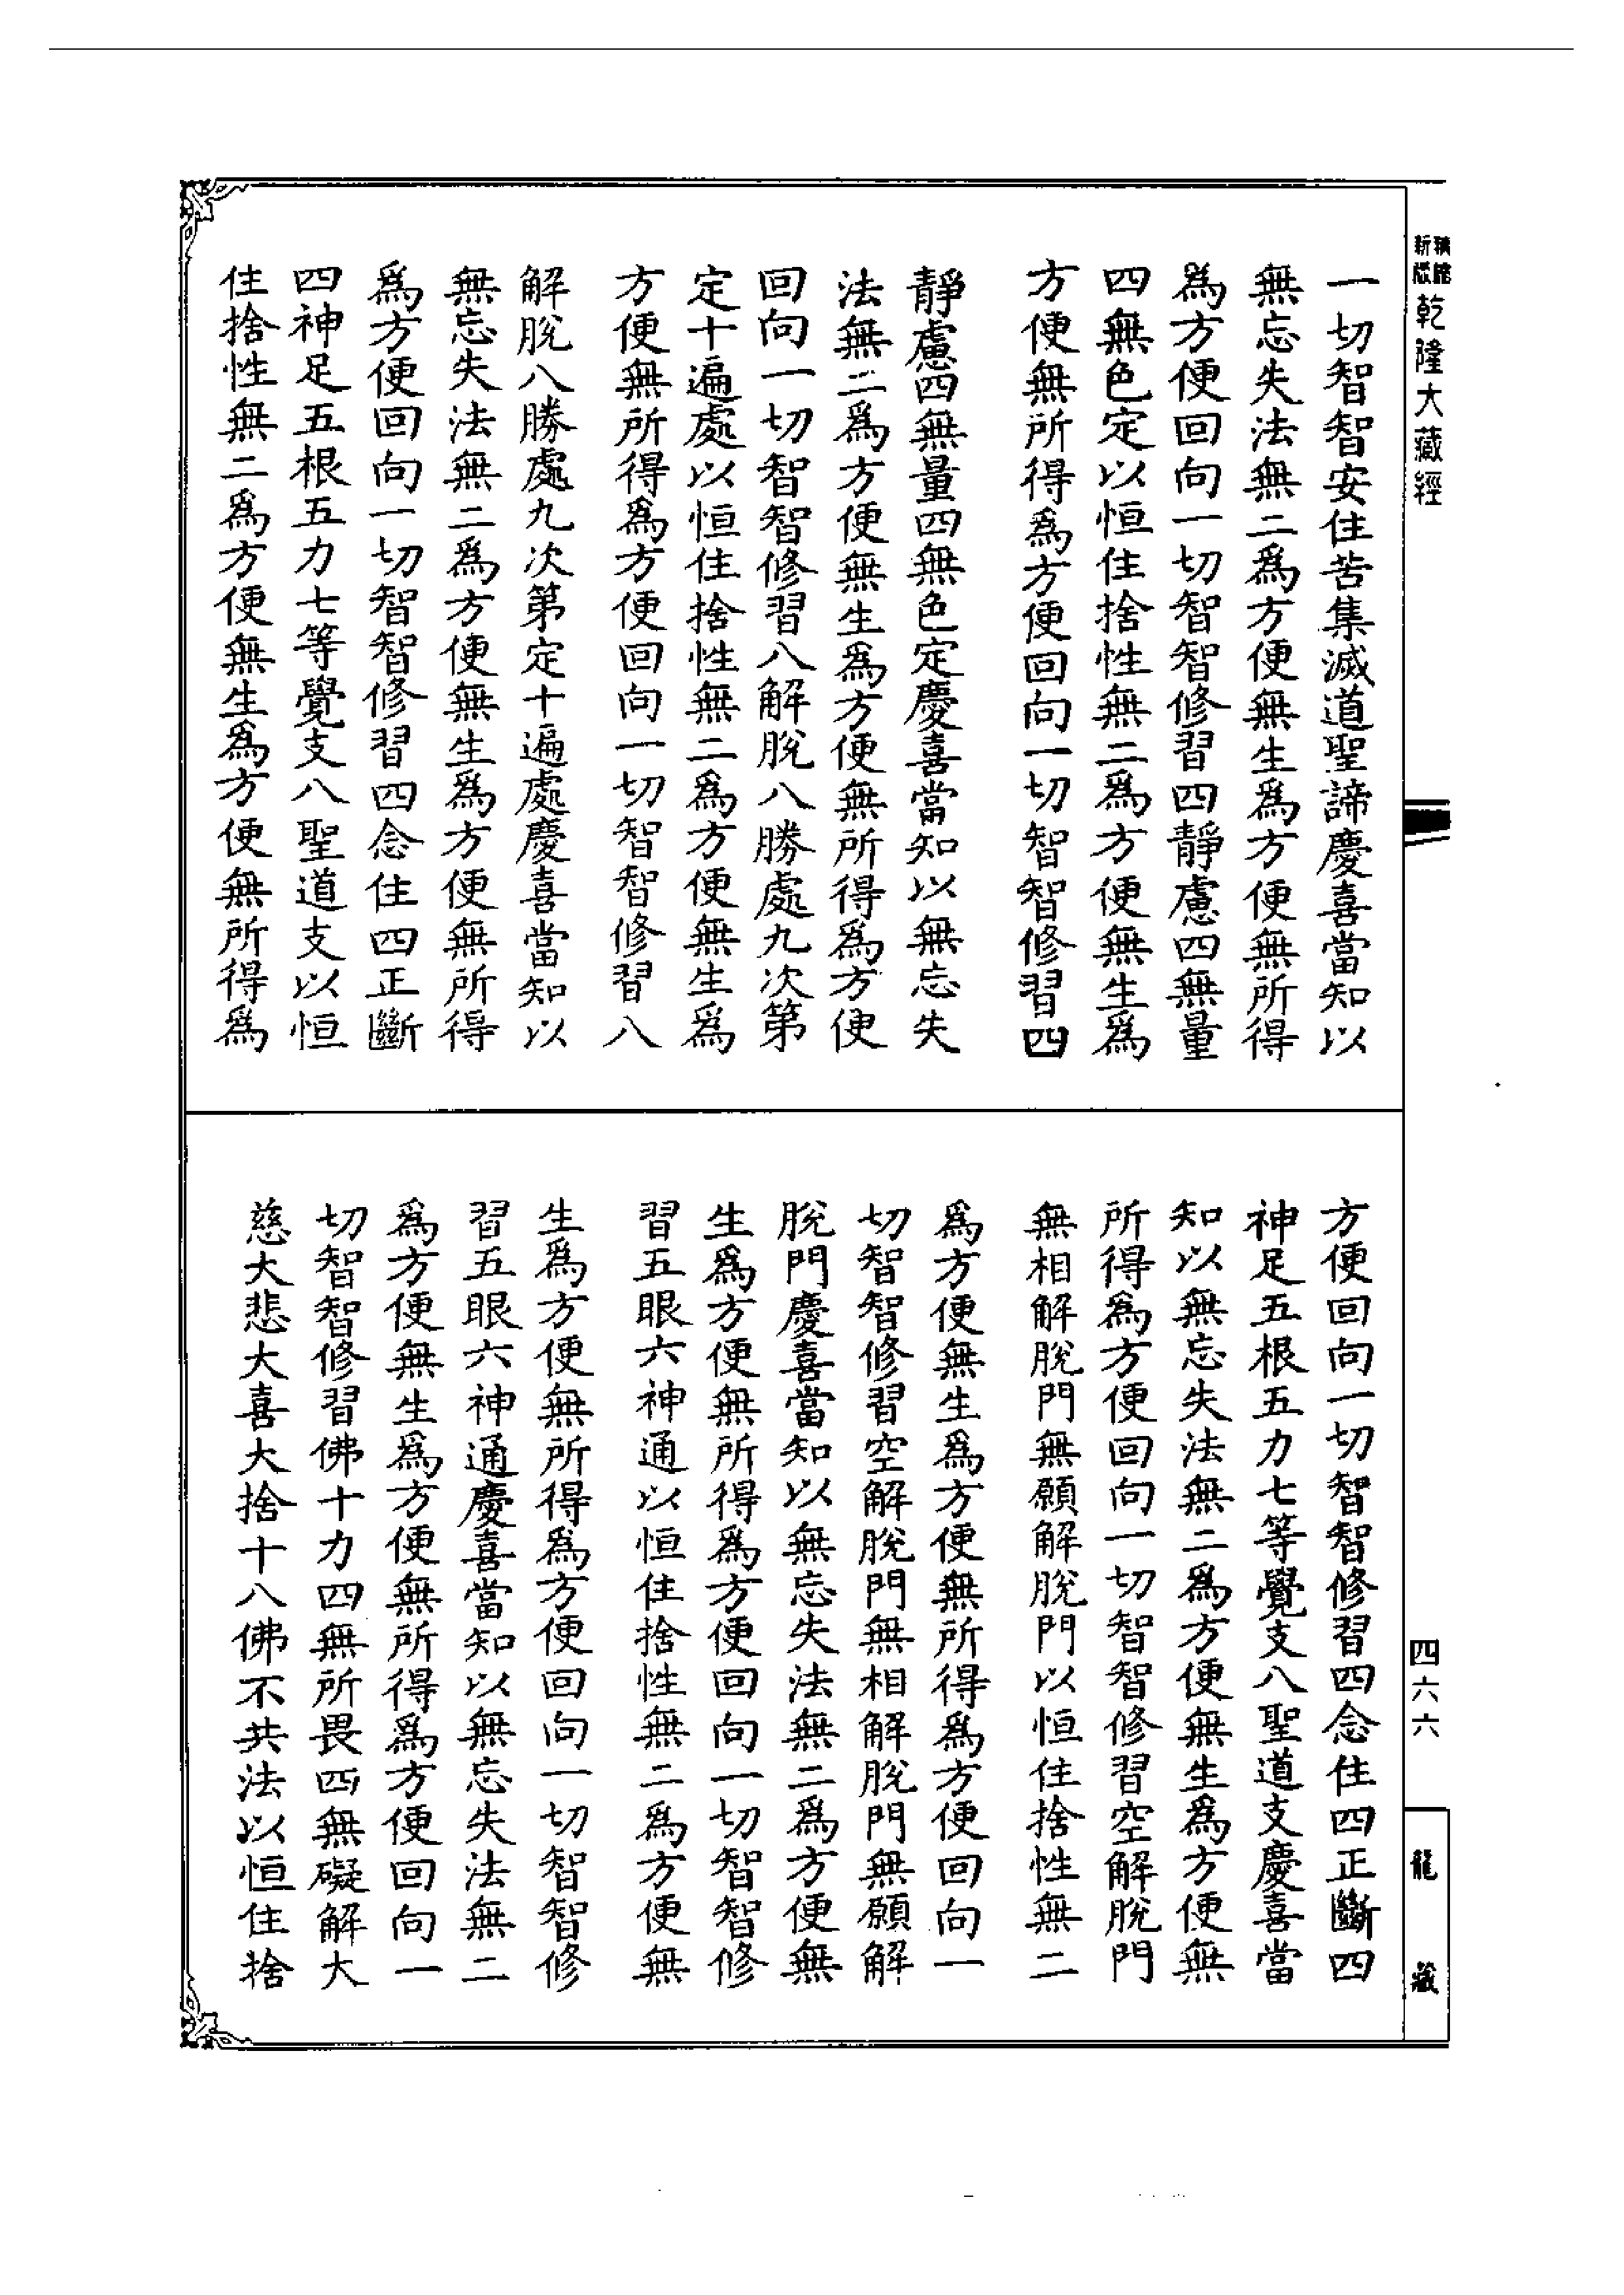 乾隆大藏經
一切智智安住苦集滅道聖諦慶喜當知以
無忘失法無二爲方便無生爲方便無所得
爲方便回向一切智智修習四靜慮四無量
四無色定以恒住捨性無二爲方便無生爲
方便無所得爲方便回向一切智智修習四
靜慮四無量四無色定慶喜當知以無忘失
法無二爲方便無生爲方便無所得爲方便
回向一切智智修習八解脫八勝處九次第
定十遍處以恒住捨性無二爲方便無生爲
方便無所得爲方便回向一切智智修習八
解脫八勝處九次第定十遍處慶喜當知以
無忘失法無二爲方便無生爲方便無所得
爲方便回向一切智智修習四念住四正斷
四神足五根五力七等覺支八聖道支以恒
住捨性無二爲方便無生爲方便無所得爲
方便回向一切智智修習四念住四正斷四
神足五根五力七等覺支八聖道支慶喜當
知以無忘失法無二爲方便無生爲方便無
所得爲方便回向一切智智修習空解脫門
無相解脫門無願解脫門以恒住捨性無二
爲方便無生爲方便無所得爲方便回向一
切智智修習空解脫門無相解脫門無願解
脫門慶喜當知以無忘失法無二爲方便無
生爲方便無所得爲方便回向一切智智修
習五眼六神通以恒住捨性無二爲方便無
生爲方便無所得爲方便回向一切智智修
習五眼六神通慶喜當知以無忘失法無二
爲方便無生爲方便無所得爲方便回向一
切智智修習佛十力四無所畏四無礙解大
慈大悲大喜大捨十八佛不共法以恒住捨
四六六
龍藏